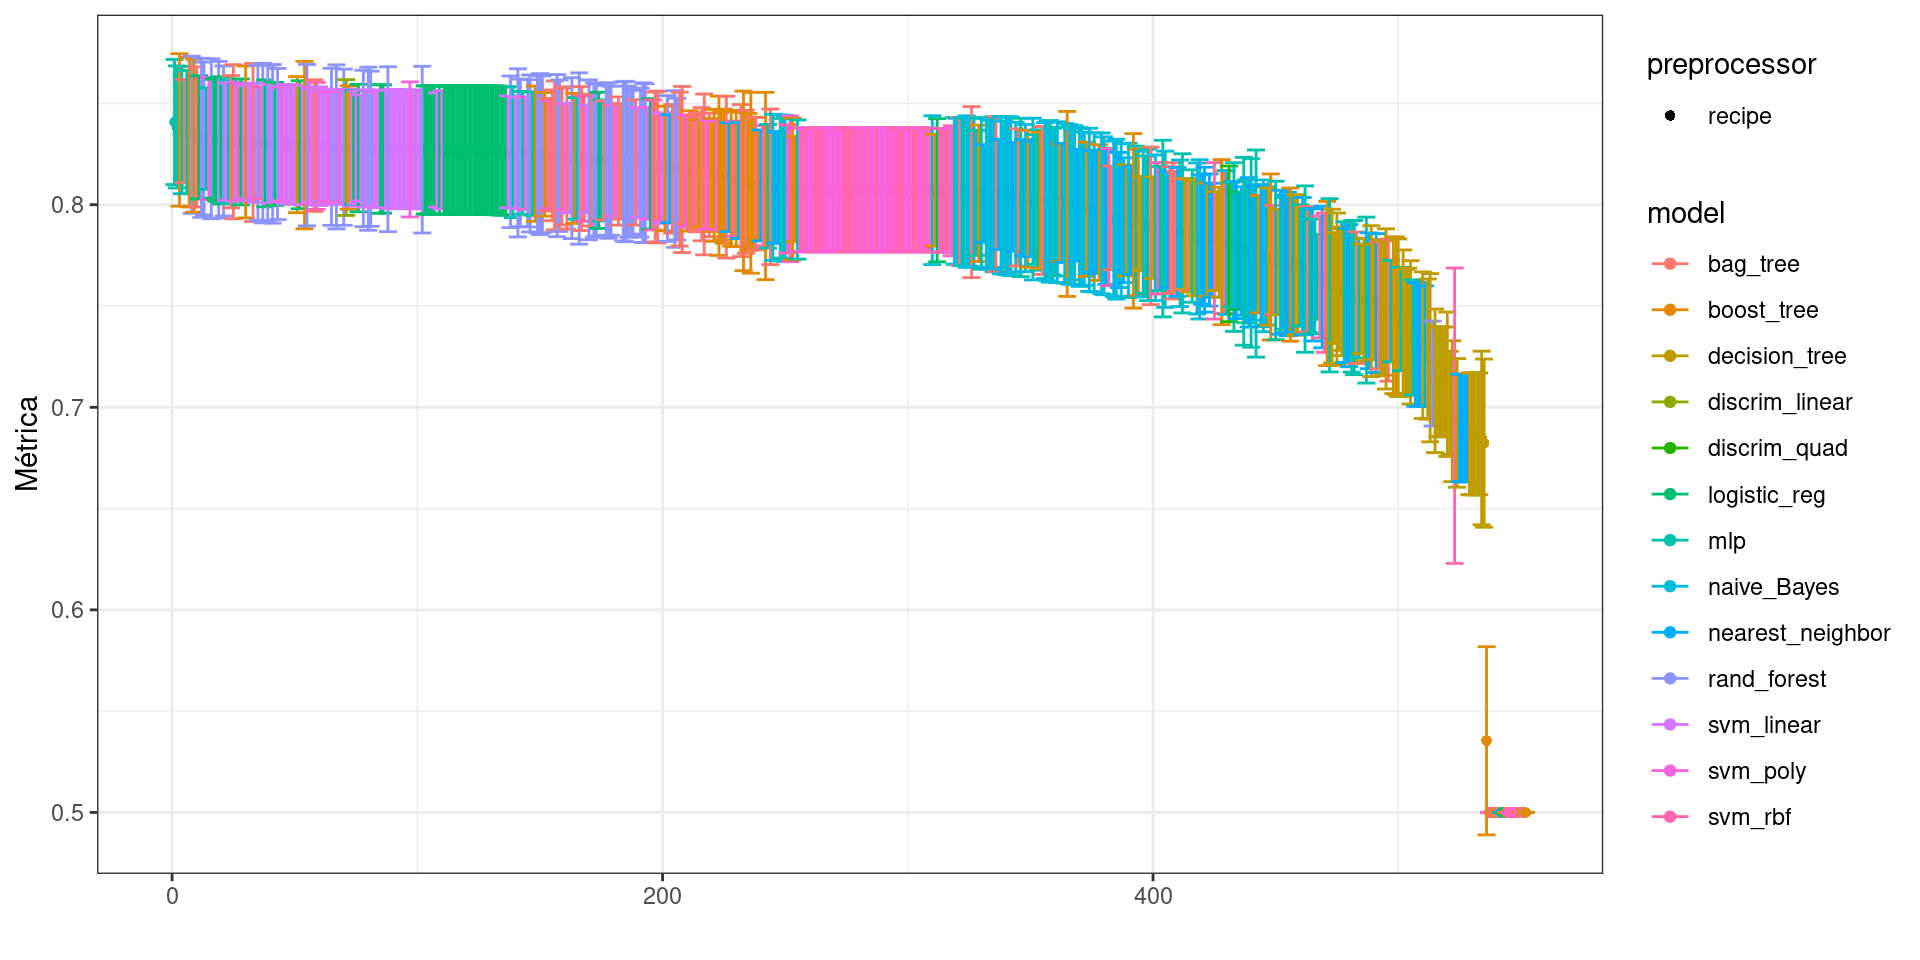 Métrica
0.8
0.7
0.6
0.5
0
200
400
preprocessor
recipe
model
bag_tree
boost_tree
decision_tree
discrim_linear
discrim_quad
logistic_reg
mlp
naive_Bayes
nearest_neighbor
rand_forest
svm_linear
svm_poly
svm_rbf